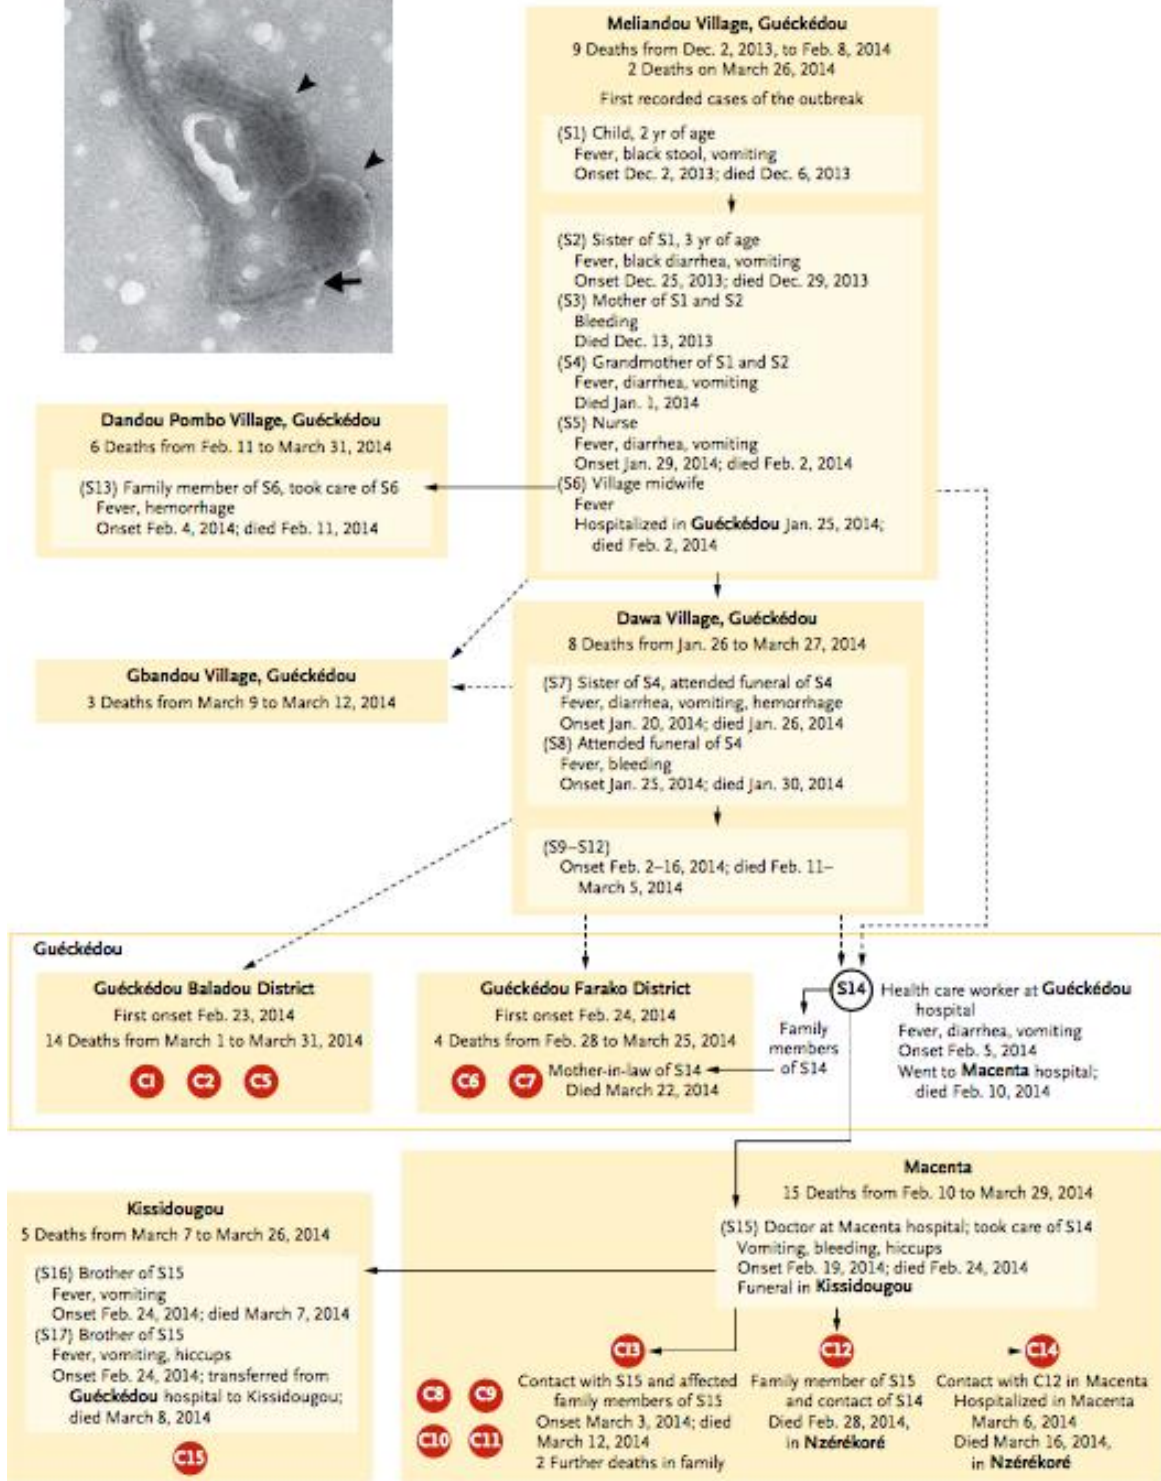 Meliandou Village, Guéckédou
9 Deaths from Dec. 2, 2013, to Feb. 8, 2014
2 Deaths on March 26, 2014
First recorded cases of the outbreak
(S1) Child, 2 yr of age
Fever, black stool, vomiting
Onset Dec. 2, 2013; died Dec. 6, 2013
(S2) Sister of S1, 3 yr of age
Fever, black diarrhea, vomiting
Onset Dec. 25, 2013; died Dec. 29, 2013
(S3) Mother of S1 and S2
Bleeding
Died Dec. 13, 2013
(S4) Grandmother of S1 and S2
Fever, diarrhea, vomiting
Died Jan. 1, 2014
(S5) Nurse
Fever, diarrhea, vomiting
Onset Jan. 29, 2014; died Feb. 2, 2014
(S6) Village midwife
Fever
Hospitalized in Guéckédou Jan. 25, 2014;
died Feb. 2, 2014
Dandou Pombo Village, Guéckédou
6 Deaths from Feb. 11 to March 31, 2014
(S13) Family member of S6, took care of S6
Fever, hemorrhage
Onset Feb. 4, 2014; died Feb. 11, 2014
Dawa Village, Guéckédou
8 Deaths from Jan. 26 to March 27, 2014
(S7) Sister of S4, attended funeral of S4
Fever, diarrhea, vomiting, hemorrhage
Onset Jan. 20, 2014; died Jan. 26, 2014
(S8) Attended funeral of S4
Fever, bleeding
Onset Jan. 25, 2014; died Jan. 30, 2014
(S9–S12)
Onset Feb. 2–16, 2014; died Feb. 11–
March 5, 2014
Gbandou Village, Guéckédou
3 Deaths from March 9 to March 12, 2014
Guéckédou
Guéckédou Baladou District
First onset Feb. 23, 2014
14 Deaths from March 1 to March 31, 2014
C1 C2 C5
Guéckédou Farako District
First onset Feb. 24, 2014
4 Deaths from Feb. 28 to March 25, 2014
C6 C7
Mother-in-law of S14
Died March 22, 2014
Family
members
of S14
S14
Health care worker at Guéckédou
hospital
Fever, diarrhea, vomiting
Onset Feb. 5, 2014
Went to Macenta hospital;
died Feb. 10, 2014
Macenta
15 Deaths from Feb. 10 to March 29, 2014
(S15) Doctor at Macenta hospital; took care of S14
Vomiting, bleeding, hiccups
Onset Feb. 19, 2014; died Feb. 24, 2014
Funeral in Kissidougou
Kissidougou
5 Deaths from March 7 to March 26, 2014
(S16) Brother of S15
Fever, vomiting
Onset Feb. 24, 2014; died March 7, 2014
(S17) Brother of S15
Fever, vomiting, hiccups
Onset Feb. 24, 2014; transferred from
Guéckédou hospital to Kissidougou;
died March 8, 2014
C15
C8 C9
C10 C11
C13
Contact with S15 and affected
family members of S15
Onset March 3, 2014; died
March 12, 2014
2 Further deaths in family
C12
Family member of S15
and contact of S14
Died Feb. 28, 2014,
in Nzérékoré
C14
Contact with C12 in Macenta
Hospitalized in Macenta
March 6, 2014
Died March 16, 2014,
in Nzérékoré